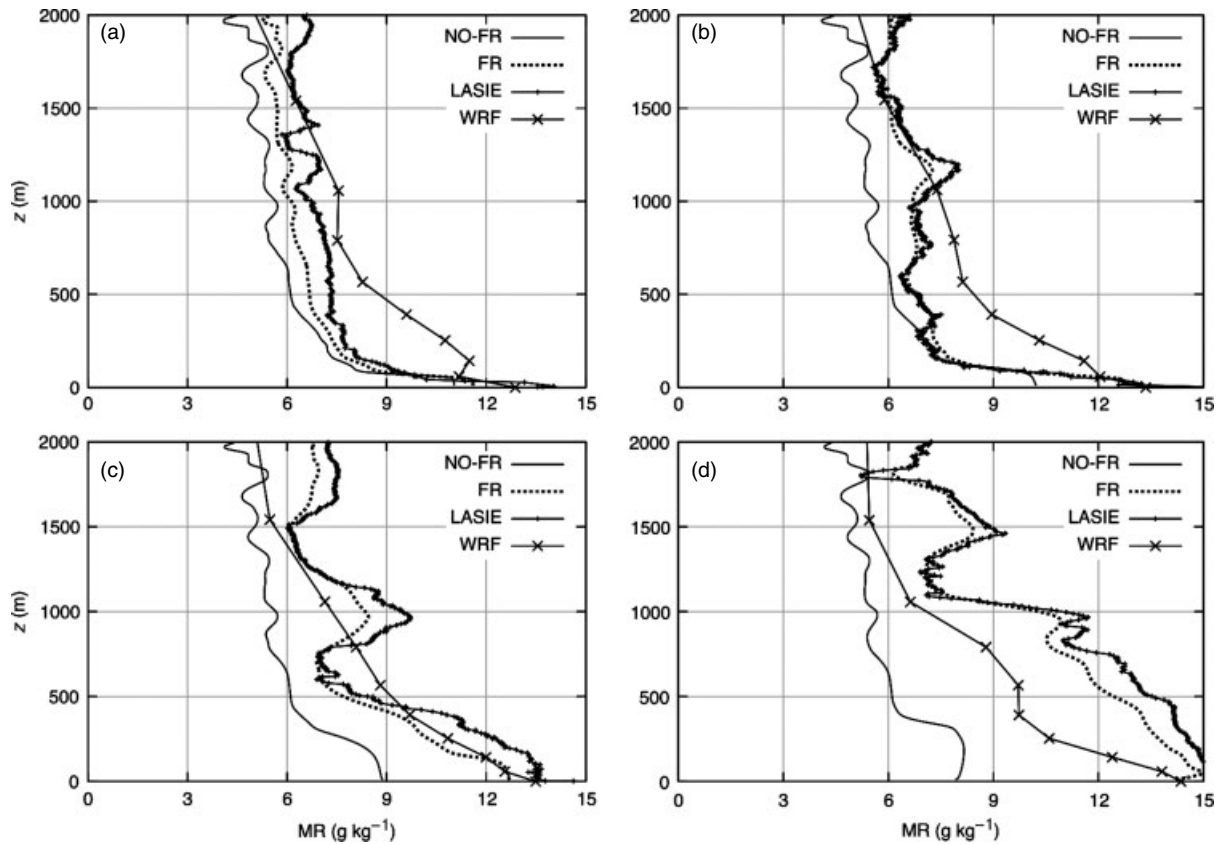 (a)
NO-FR
FR
LASIE
WRF
2000
1500
1000
500
0
z (m)
0 3 6 9 12 15
(b)
NO-FR
FR
LASIE
WRF
2000
1500
1000
500
0
0 3 6 9 12 15
(c)
NO-FR
FR
LASIE
WRF
2000
1500
1000
500
0
z (m)
0 3 6 9 12 15
MR (g kg⁻¹)
(d)
NO-FR
FR
LASIE
WRF
2000
1500
1000
500
0
0 3 6 9 12 15
MR (g kg⁻¹)